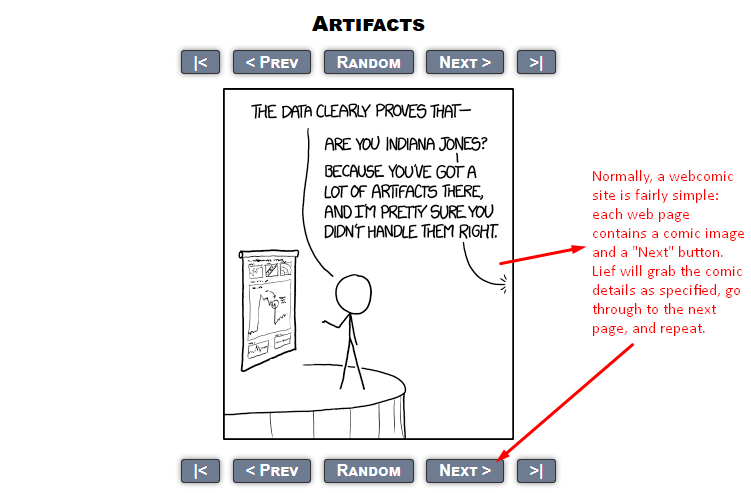 ARTIFACTS
|< < PREV RANDOM NEXT > >|
THE DATA CLEARLY PROVES THAT—
ARE YOU INDIANA JONES?
BECAUSE YOU'VE GOT A
LOT OF ARTIFACTS THERE,
AND I'M PRETTY SURE YOU
DIDN'T HANDLE THEM RIGHT.
Normally, a webcomic
site is fairly simple:
each web page
contains a comic image
and a "Next" button.
Lief will grab the comic
details as specified, go
through to the next
page, and repeat.
|< < PREV RANDOM NEXT > >|